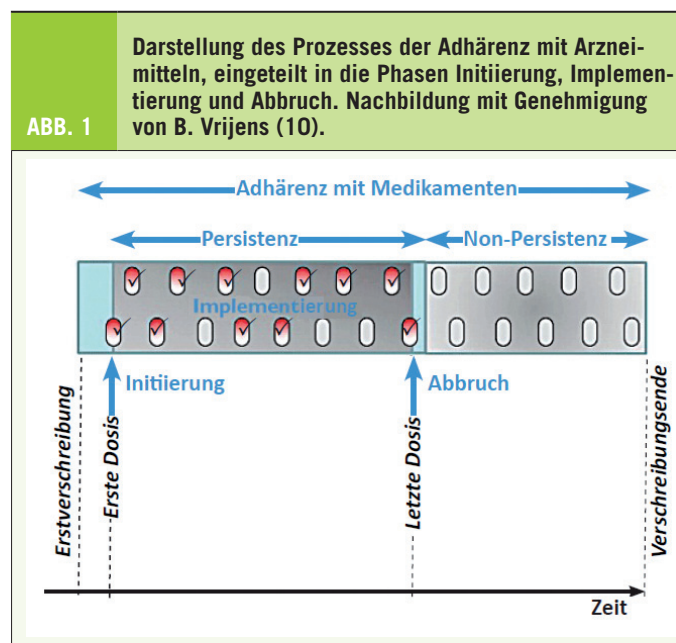 ABB. 1
Darstellung des Prozesses der Adhärenz mit Arznei-
mitteln, eingeteilt in die Phasen Initiierung, Implemen-
tierung und Abbruch. Nachbildung mit Genehmigung
von B. Vrijens (10).
Adhärenz mit Medikamenten
Persistenz
Non-Persistenz
Implementierung
Initiierung
Abbruch
Erstverschreibung
Erste Dosis
Letzte Dosis
Verschreibungsende
Zeit